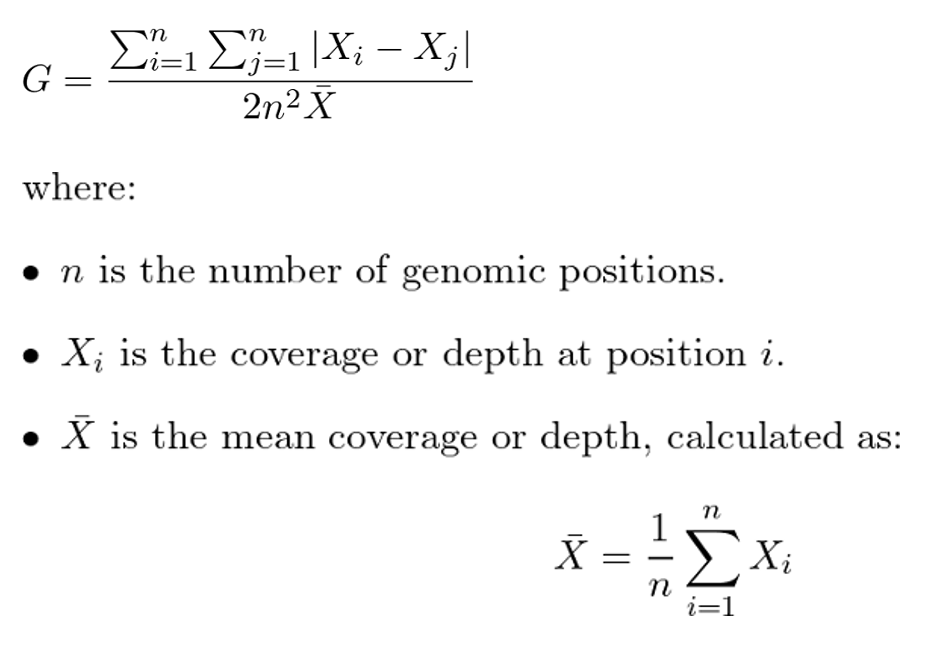 G = \frac{\sum_{i=1}^{n} \sum_{j=1}^{n} |X_i - X_j|}{2n^2 \bar{X}}
where:
• n is the number of genomic positions.
• X_i is the coverage or depth at position i.
• \bar{X} is the mean coverage or depth, calculated as:
\bar{X} = \frac{1}{n} \sum_{i=1}^{n} X_i